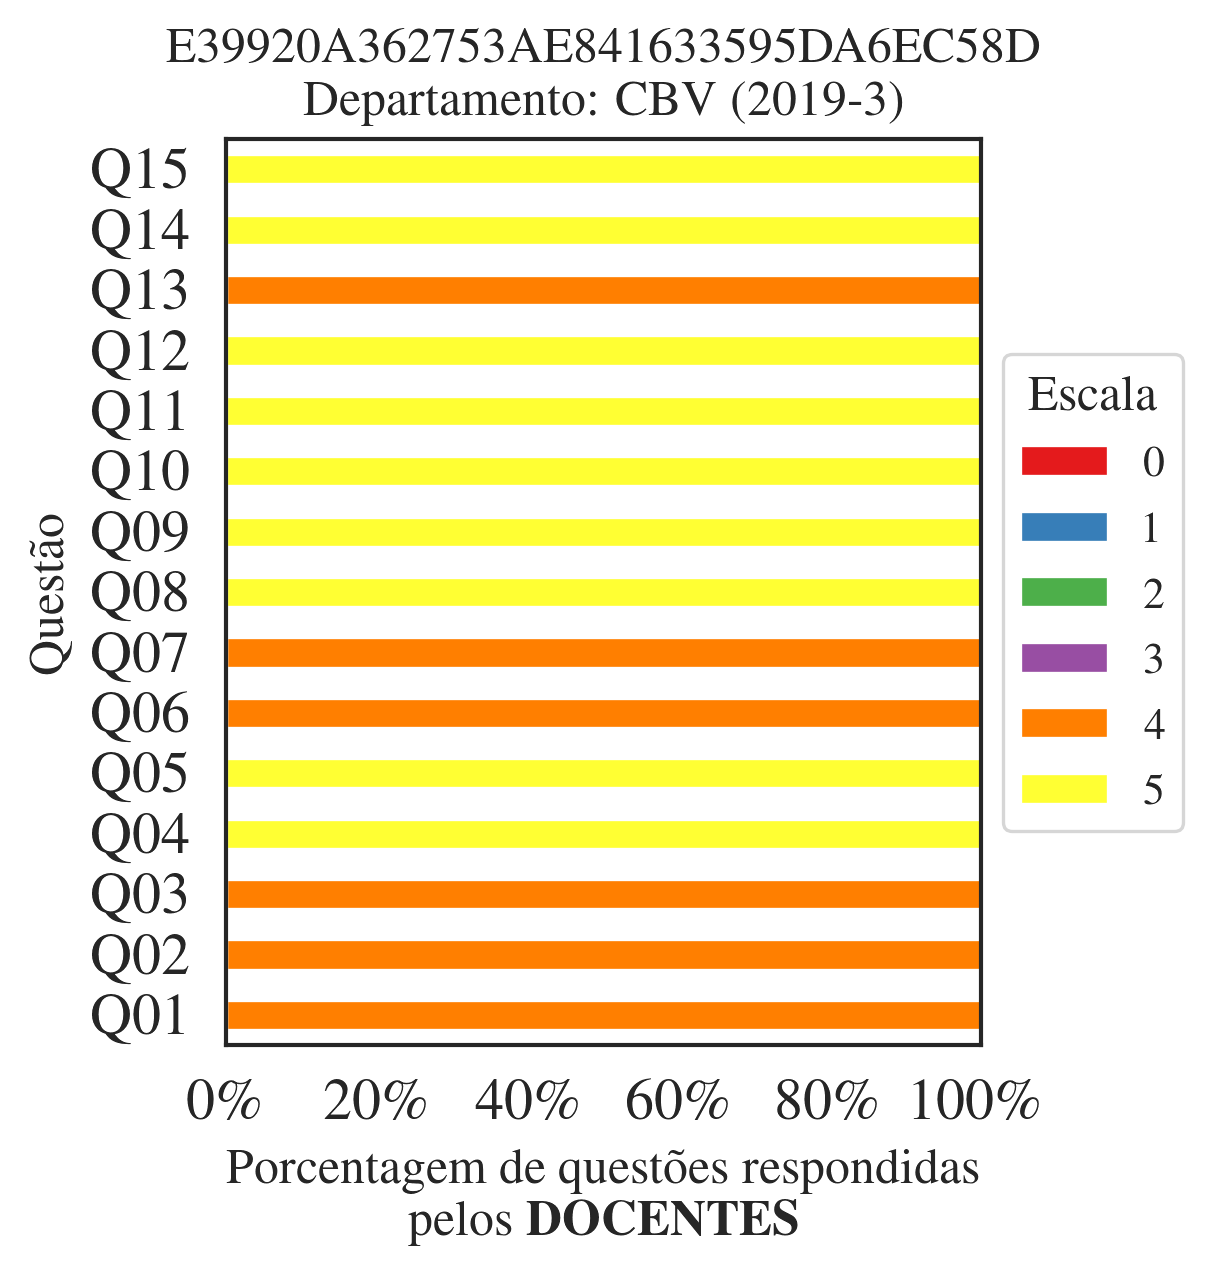 E39920A362753AE841633595DA6EC58D
Departamento: CBV (2019-3)
Questão
Q15
Q14
Q13
Q12
Q11
Q10
Q09
Q08
Q07
Q06
Q05
Q04
Q03
Q02
Q01
0% 20% 40% 60% 80% 100%
Porcentagem de questões respondidas
pelos DOCENTES
Escala
0
1
2
3
4
5